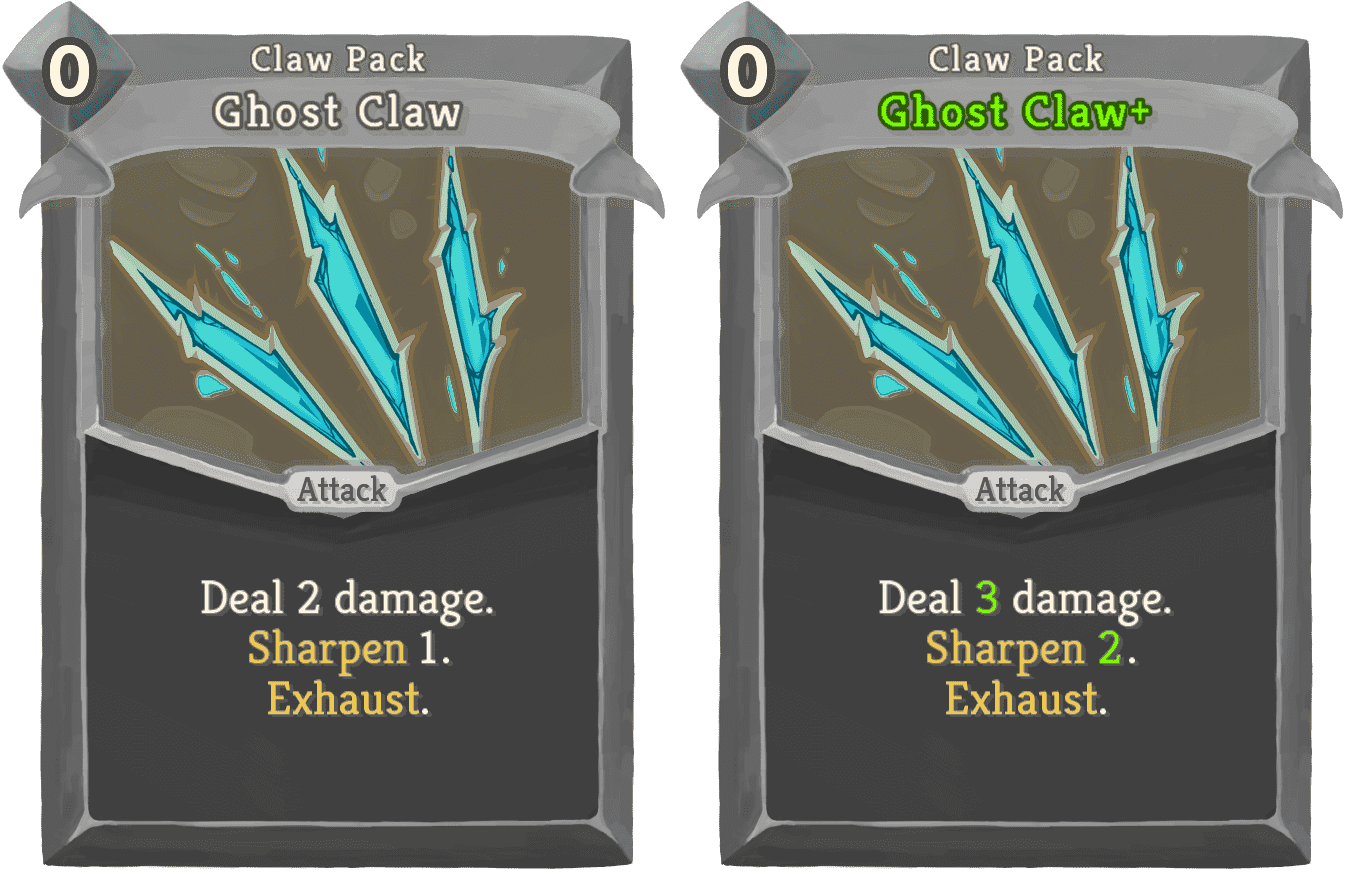 0
Claw Pack
Ghost Claw
Attack
Deal 2 damage.
Sharpen 1.
Exhaust.
0
Claw Pack
Ghost Claw+
Attack
Deal 3 damage.
Sharpen 2.
Exhaust.